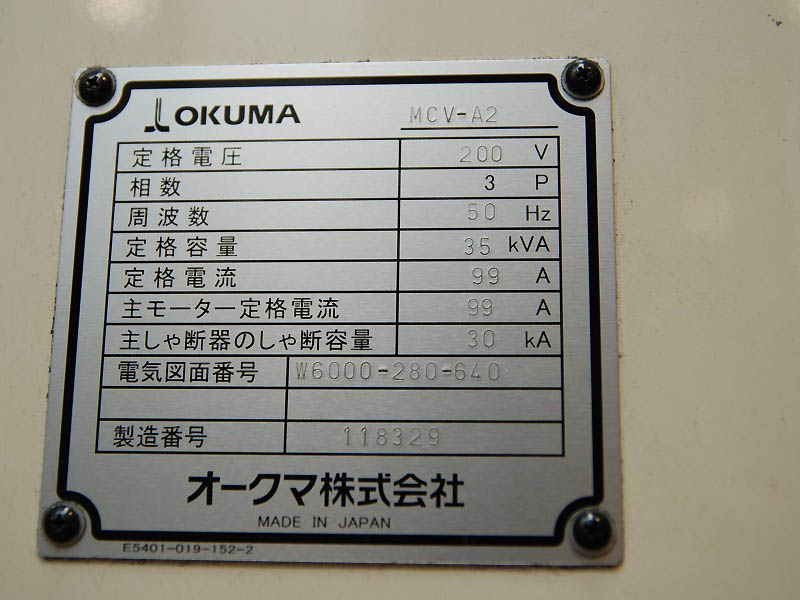 OKUMA MCV-A2
定格電圧 200 V
相数 3 P
周波数 50 Hz
定格容量 35 kVA
定格電流 99 A
主モーター定格電流 99 A
主しゃ断器のしゃ断容量 30 kA
電気図面番号 W6000-280-640
製造番号 118329
オークマ株式会社
MADE IN JAPAN
E5401-019-152-2